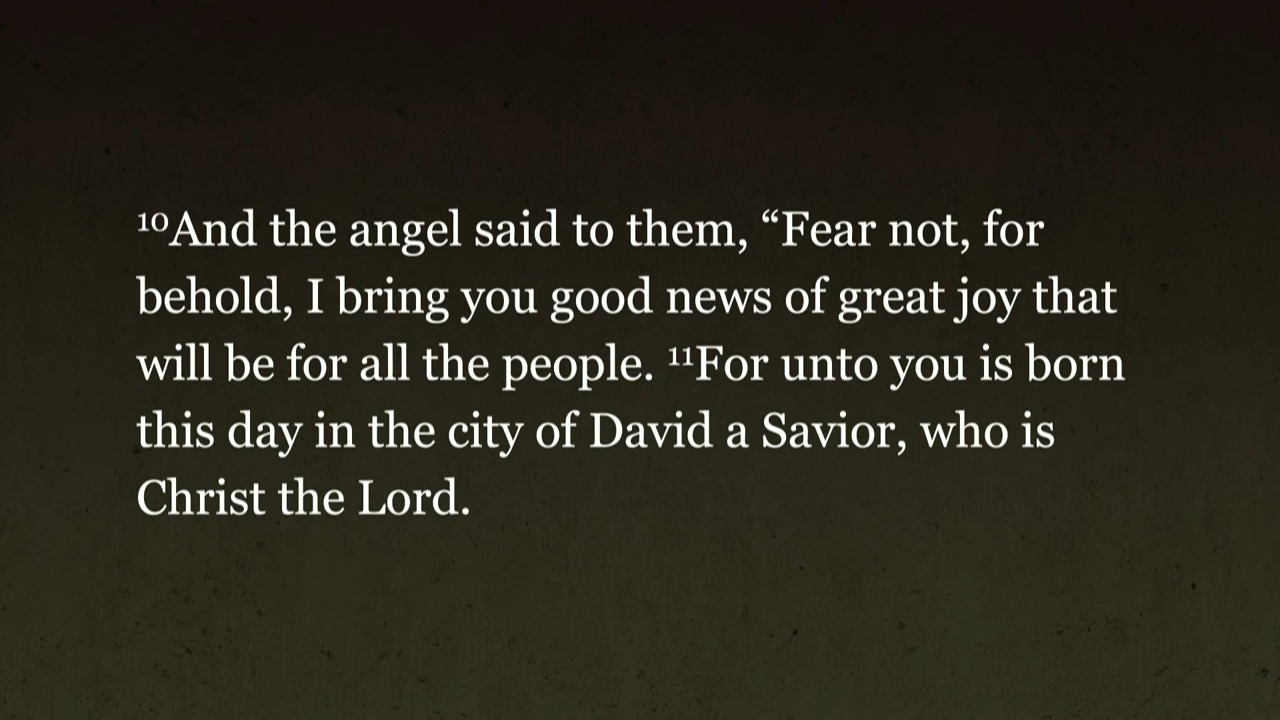 ¹⁰And the angel said to them, “Fear not, for
behold, I bring you good news of great joy that
will be for all the people. ¹¹For unto you is born
this day in the city of David a Savior, who is
Christ the Lord.